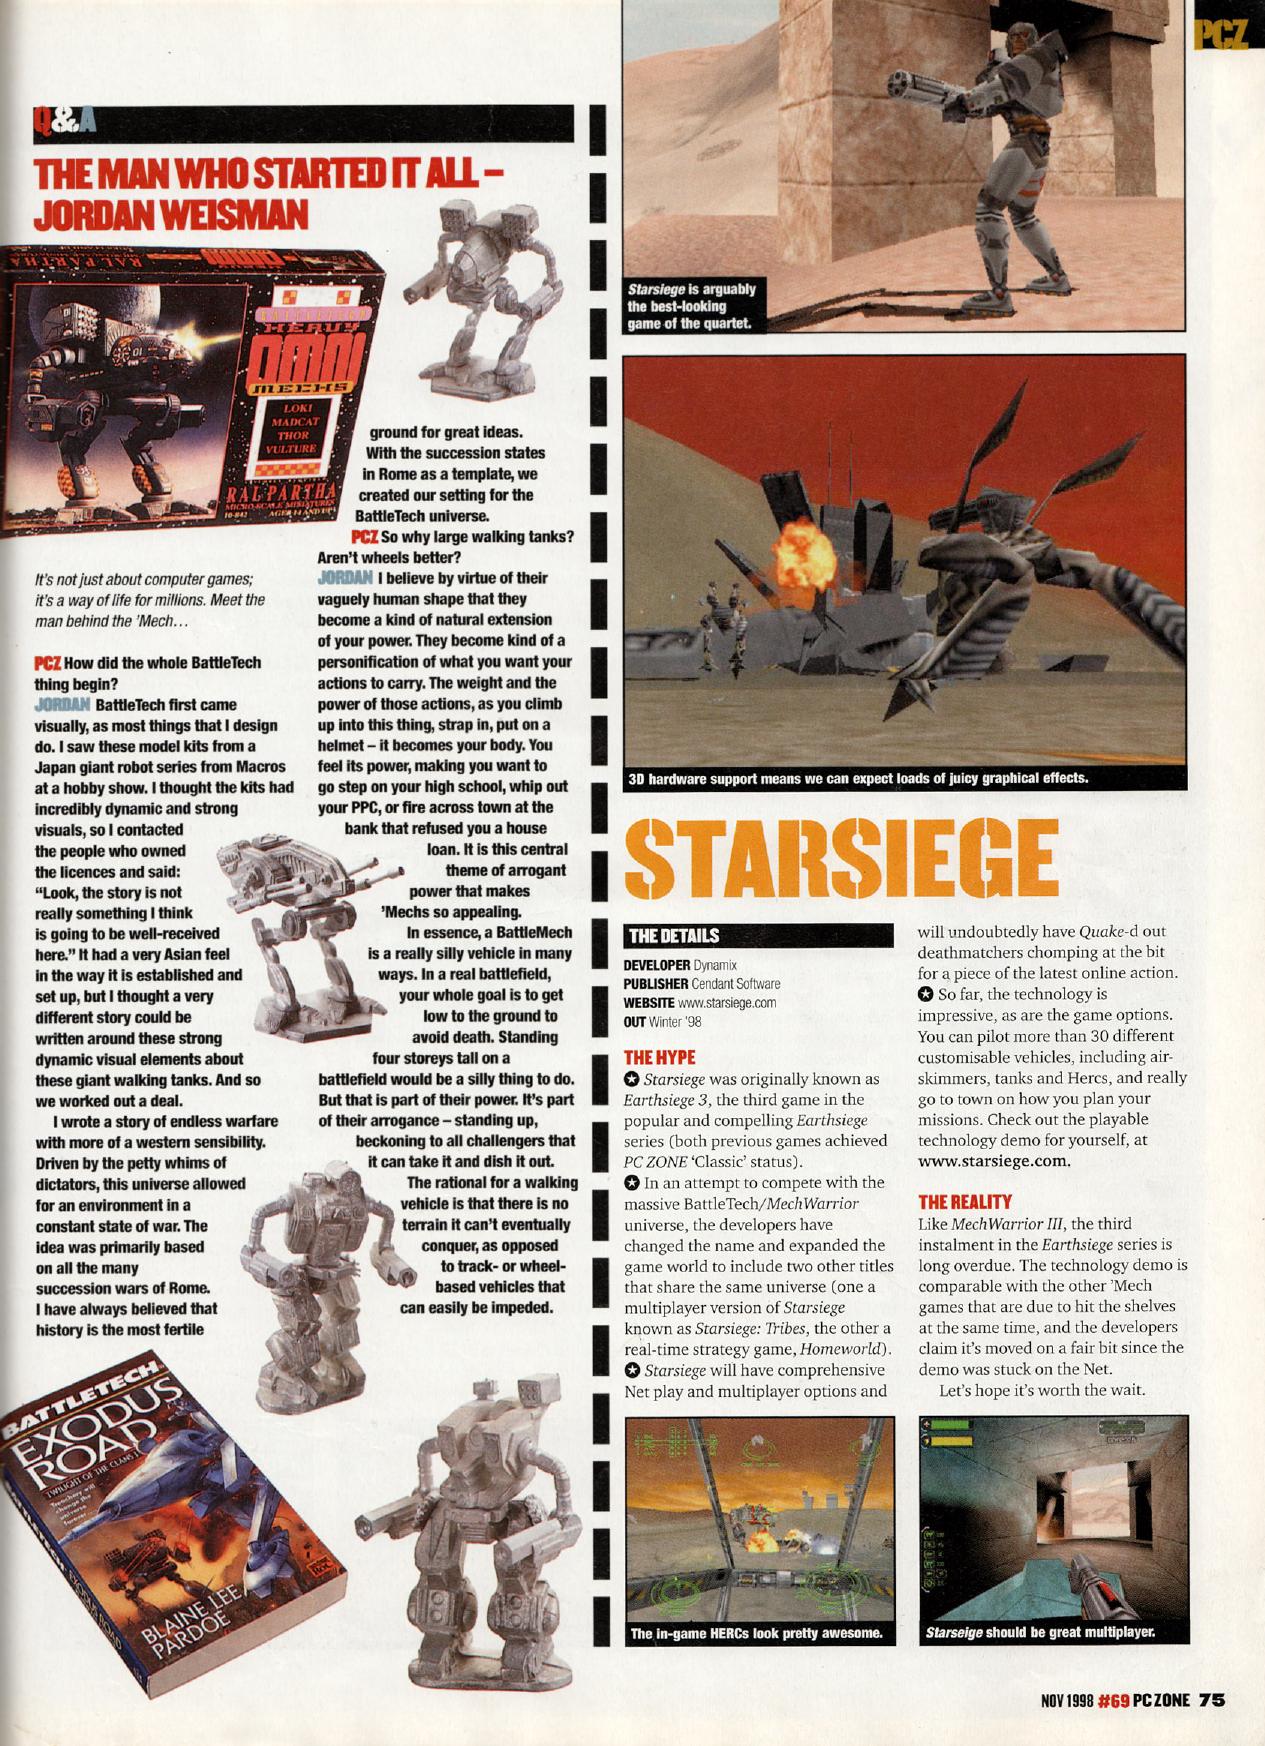 PCZ
Q&A
THE MAN WHO STARTED IT ALL –
JORDAN WEISMAN
BATTLETECH
HEAVY
OMNI
MECHS
LOKI
MADCAT
THOR
VULTURE
RAL PARTHA
MICRO-SCALE MINIATURES
10-842 AGES 14 AND UP
It's not just about computer games;
it's a way of life for millions. Meet the
man behind the 'Mech…
PCZ How did the whole BattleTech
thing begin?
JORDAN BattleTech first came
visually, as most things that I design
do. I saw these model kits from a
Japan giant robot series from Macros
at a hobby show. I thought the kits had
incredibly dynamic and strong
visuals, so I contacted
the people who owned
the licences and said:
“Look, the story is not
really something I think
is going to be well-received
here.” It had a very Asian feel
in the way it is established and
set up, but I thought a very
different story could be
written around these strong
dynamic visual elements about
these giant walking tanks. And so
we worked out a deal.
I wrote a story of endless warfare
with more of a western sensibility.
Driven by the petty whims of
dictators, this universe allowed
for an environment in a
constant state of war. The
idea was primarily based
on all the many
succession wars of Rome.
I have always believed that
history is the most fertile
ground for great ideas.
With the succession states
in Rome as a template, we
created our setting for the
BattleTech universe.
PCZ So why large walking tanks?
Aren't wheels better?
JORDAN I believe by virtue of their
vaguely human shape that they
become a kind of natural extension
of your power. They become kind of a
personification of what you want your
actions to carry. The weight and the
power of those actions, as you climb
up into this thing, strap in, put on a
helmet – it becomes your body. You
feel its power, making you want to
go step on your high school, whip out
your PPC, or fire across town at the
bank that refused you a house
loan. It is this central
theme of arrogant
power that makes
'Mechs so appealing.
In essence, a BattleMech
is a really silly vehicle in many
ways. In a real battlefield,
your whole goal is to get
low to the ground to
avoid death. Standing
four storeys tall on a
battlefield would be a silly thing to do.
But that is part of their power. It's part
of their arrogance – standing up,
beckoning to all challengers that
it can take it and dish it out.
The rational for a walking
vehicle is that there is no
terrain it can't eventually
conquer, as opposed
to track- or wheel-
based vehicles that
can easily be impeded.
BATTLETECH
EXODUS
ROAD
TWILIGHT OF THE CLANS I
Treachery will
change the
universe
forever...
BLAINE LEE
PARDOE
Starsiege is arguably
the best-looking
game of the quartet.
3D hardware support means we can expect loads of juicy graphical effects.
STARSIEGE
THE DETAILS
DEVELOPER Dynamix
PUBLISHER Cendant Software
WEBSITE www.starsiege.com
OUT Winter '98
THE HYPE
✪ Starsiege was originally known as
Earthsiege 3, the third game in the
popular and compelling Earthsiege
series (both previous games achieved
PC ZONE ‘Classic’ status).
✪ In an attempt to compete with the
massive BattleTech/MechWarrior
universe, the developers have
changed the name and expanded the
game world to include two other titles
that share the same universe (one a
multiplayer version of Starsiege
known as Starsiege: Tribes, the other a
real-time strategy game, Homeworld).
✪ Starsiege will have comprehensive
Net play and multiplayer options and
will undoubtedly have Quake-d out
deathmatchers chomping at the bit
for a piece of the latest online action.
✪ So far, the technology is
impressive, as are the game options.
You can pilot more than 30 different
customisable vehicles, including air-
skimmers, tanks and Hercs, and really
go to town on how you plan your
missions. Check out the playable
technology demo for yourself, at
www.starsiege.com.
THE REALITY
Like MechWarrior III, the third
instalment in the Earthsiege series is
long overdue. The technology demo is
comparable with the other 'Mech
games that are due to hit the shelves
at the same time, and the developers
claim it's moved on a fair bit since the
demo was stuck on the Net.
Let's hope it's worth the wait.
The in-game HERCs look pretty awesome.
Starseige should be great multiplayer.
NOV 1998 #69 PC ZONE 75